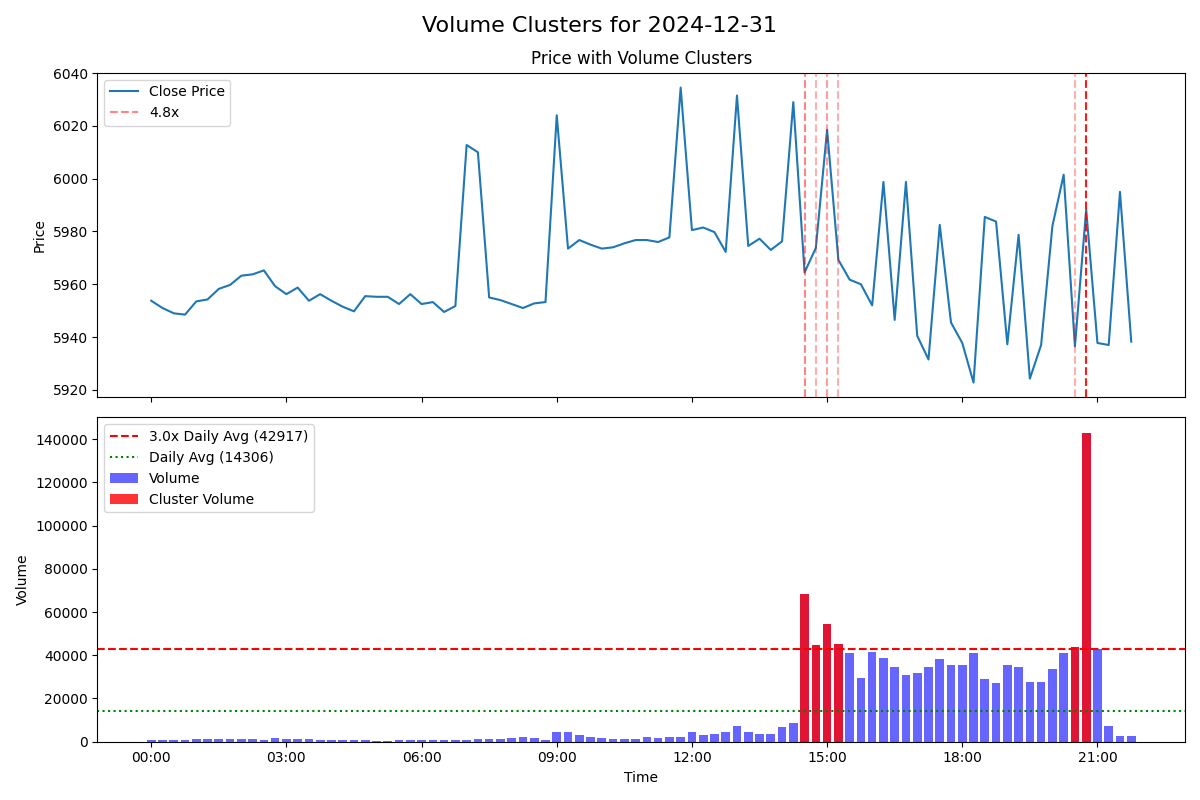 Volume Clusters for 2024-12-31
Price with Volume Clusters
6040
6020
6000
5980
5960
5940
5920
Price
Close Price
4.8x
140000
120000
100000
80000
60000
40000
20000
0
Volume
3.0x Daily Avg (42917)
Daily Avg (14306)
Volume
Cluster Volume
00:00 03:00 06:00 09:00 12:00 15:00 18:00 21:00
Time